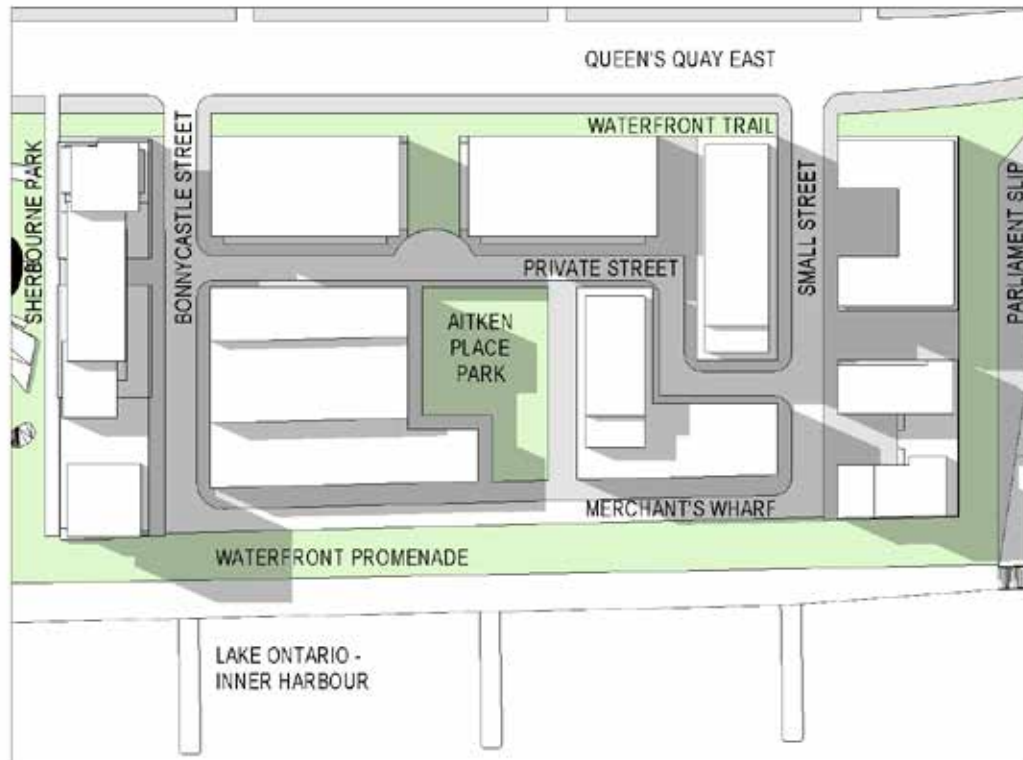 QUEEN'S QUAY EAST
WATERFRONT TRAIL
SHERBOURNE PARK
BONNYCASTLE STREET
SMALL STREET
PARLIAMENT SLIP
PRIVATE STREET
AITKEN
PLACE
PARK
MERCHANT'S WHARF
WATERFRONT PROMENADE
LAKE ONTARIO -
INNER HARBOUR